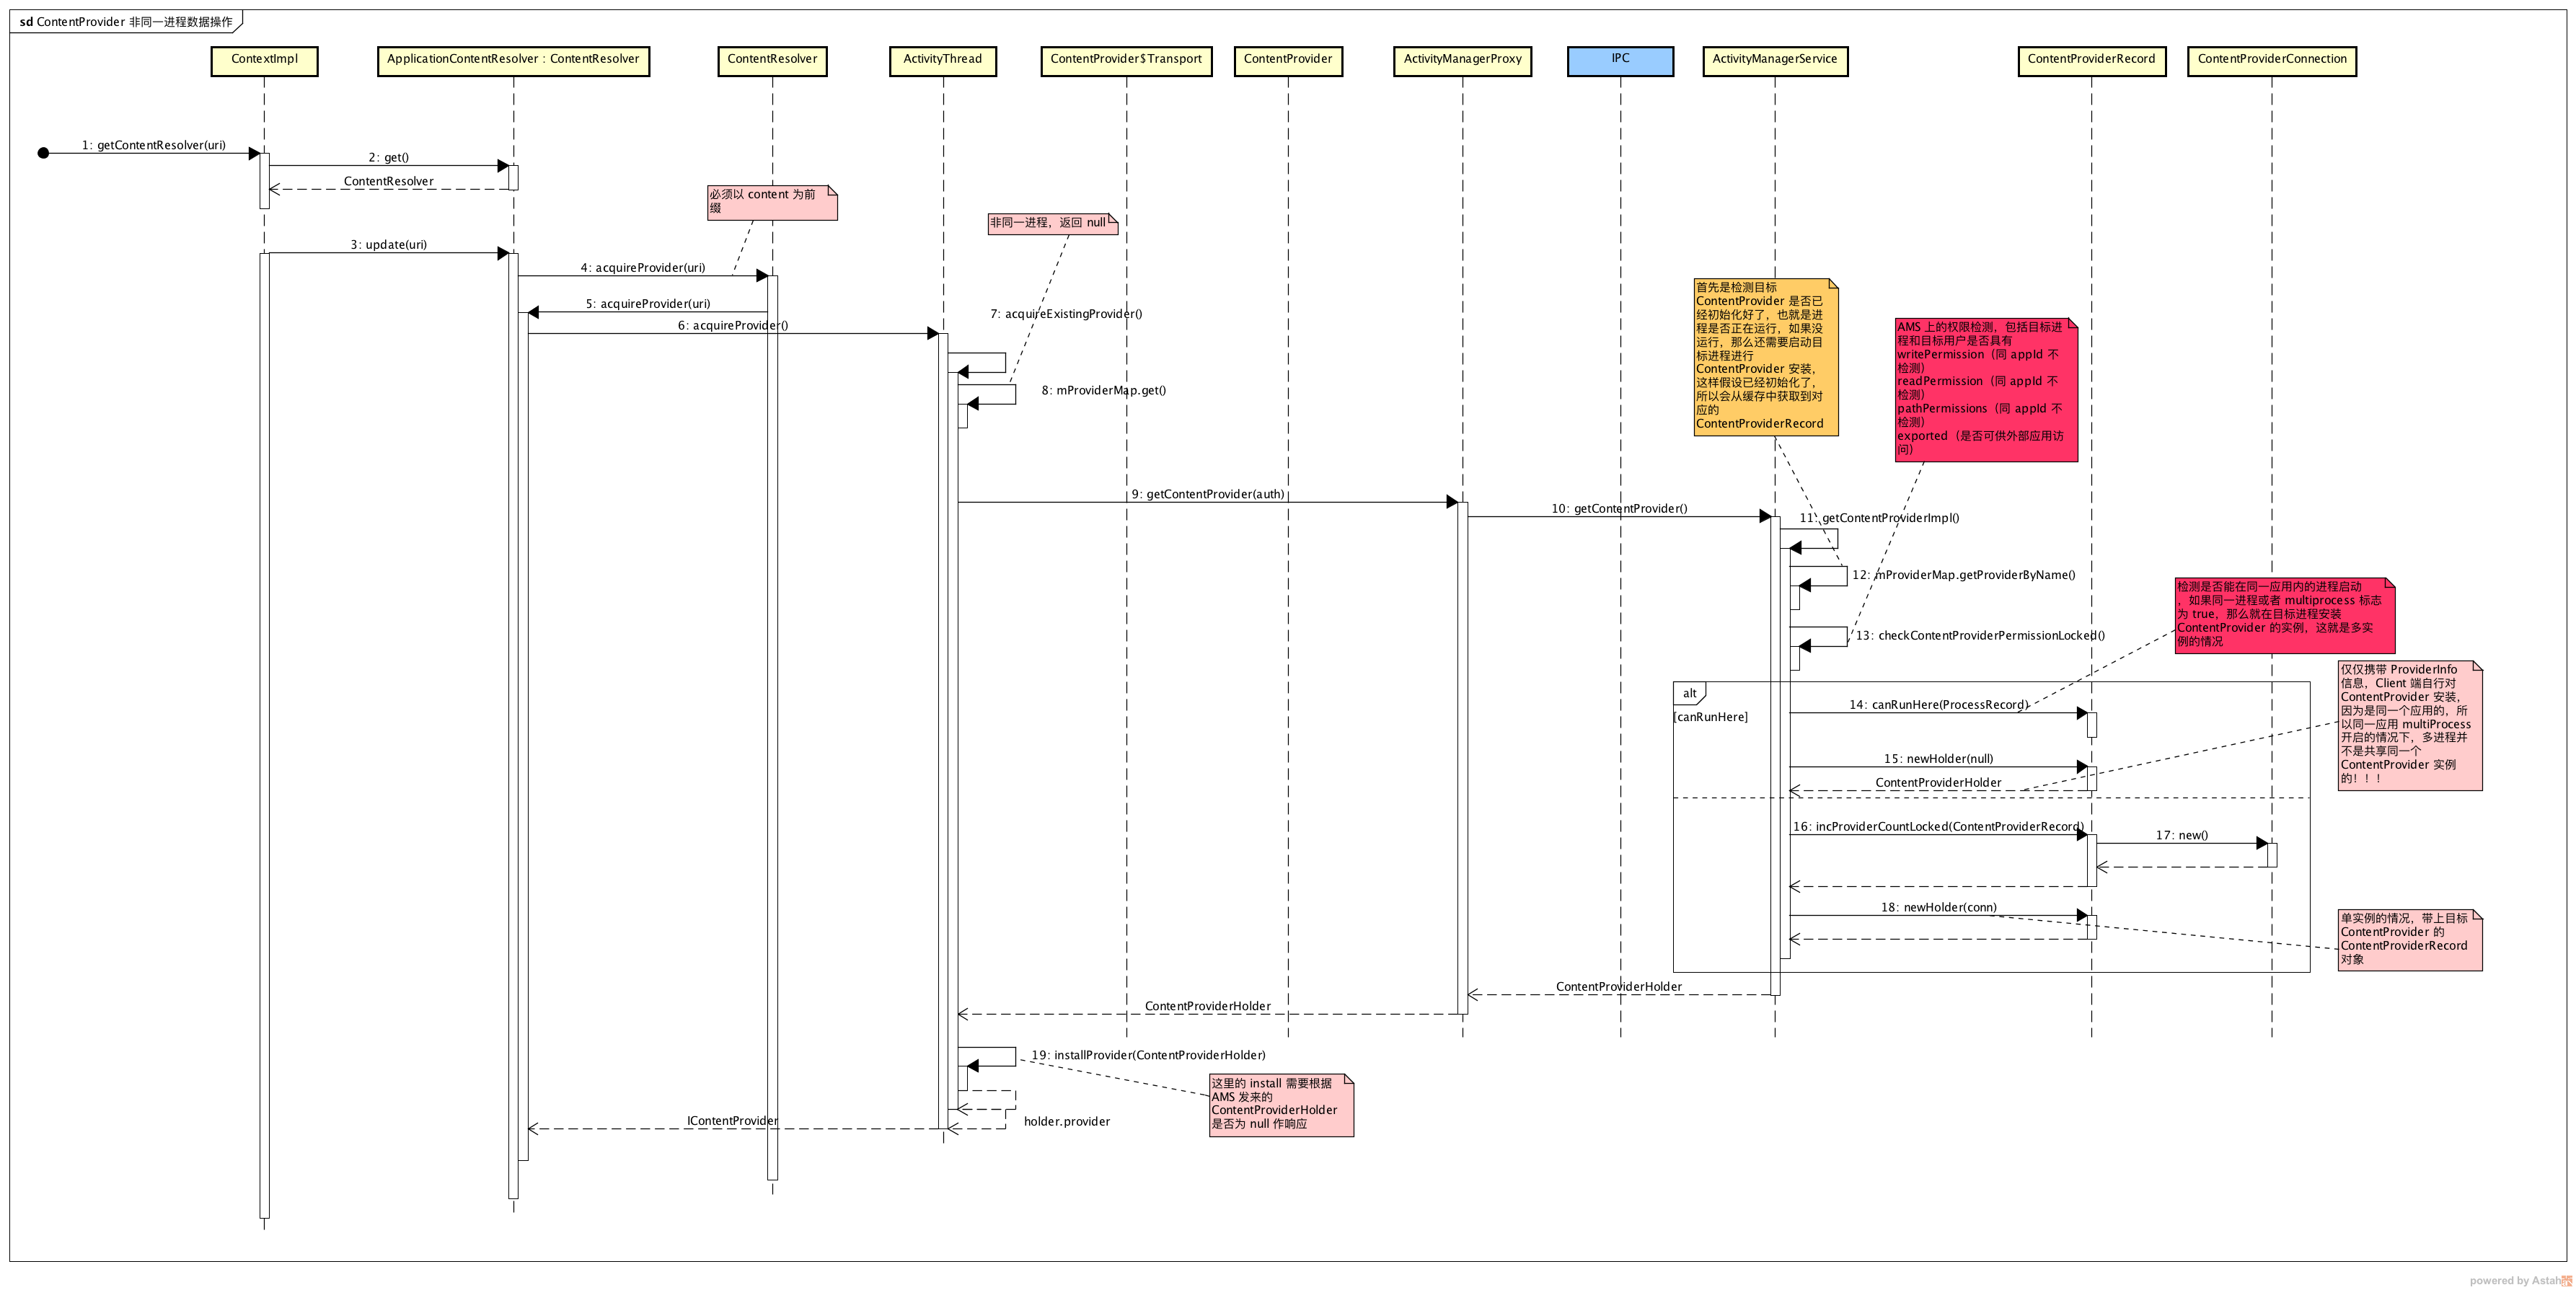 sd ContentProvider 非同一进程数据操作
ContextImpl
ApplicationContentResolver : ContentResolver
ContentResolver
ActivityThread
ContentProvider$Transport
ContentProvider
ActivityManagerProxy
IPC
ActivityManagerService
ContentProviderRecord
ContentProviderConnection
1: getContentResolver(uri)
2: get()
ContentResolver
必须以 content 为前
缀
非同一进程，返回 null
3: update(uri)
4: acquireProvider(uri)
5: acquireProvider(uri)
6: acquireProvider()
7: acquireExistingProvider()
8: mProviderMap.get()
首先是检测目标
ContentProvider 是否已
经初始化好了，也就是进
程是否正在运行，如果没
运行，那么还需要启动目
标进程进行
ContentProvider 安装，
这样假设已经初始化了，
所以会从缓存中获取到对
应的
ContentProviderRecord
AMS 上的权限检测，包括目标进
程和目标用户是否具有
writePermission（同 appId 不
检测）
readPermission（同 appId 不
检测）
pathPermissions（同 appId 不
检测）
exported（是否可供外部应用访
问）
9: getContentProvider(auth)
10: getContentProvider()
11: getContentProviderImpl()
12: mProviderMap.getProviderByName()
检测是否能在同一应用内的进程启动
，如果同一进程或者 multiprocess 标志
为 true，那么就在目标进程安装
ContentProvider 的实例，这就是多实
例的情况
13: checkContentProviderPermissionLocked()
仅仅携带 ProviderInfo
信息，Client 端自行对
ContentProvider 安装，
因为是同一个应用的，所
以同一应用 multiProcess
开启的情况下，多进程并
不是共享同一个
ContentProvider 实例
的！！！
alt
[canRunHere]
14: canRunHere(ProcessRecord)
15: newHolder(null)
ContentProviderHolder
16: incProviderCountLocked(ContentProviderRecord)
17: new()
18: newHolder(conn)
单实例的情况，带上目标
ContentProvider 的
ContentProviderRecord
对象
ContentProviderHolder
ContentProviderHolder
19: installProvider(ContentProviderHolder)
这里的 install 需要根据
AMS 发来的
ContentProviderHolder
是否为 null 作响应
IContentProvider
holder.provider
powered by Astah